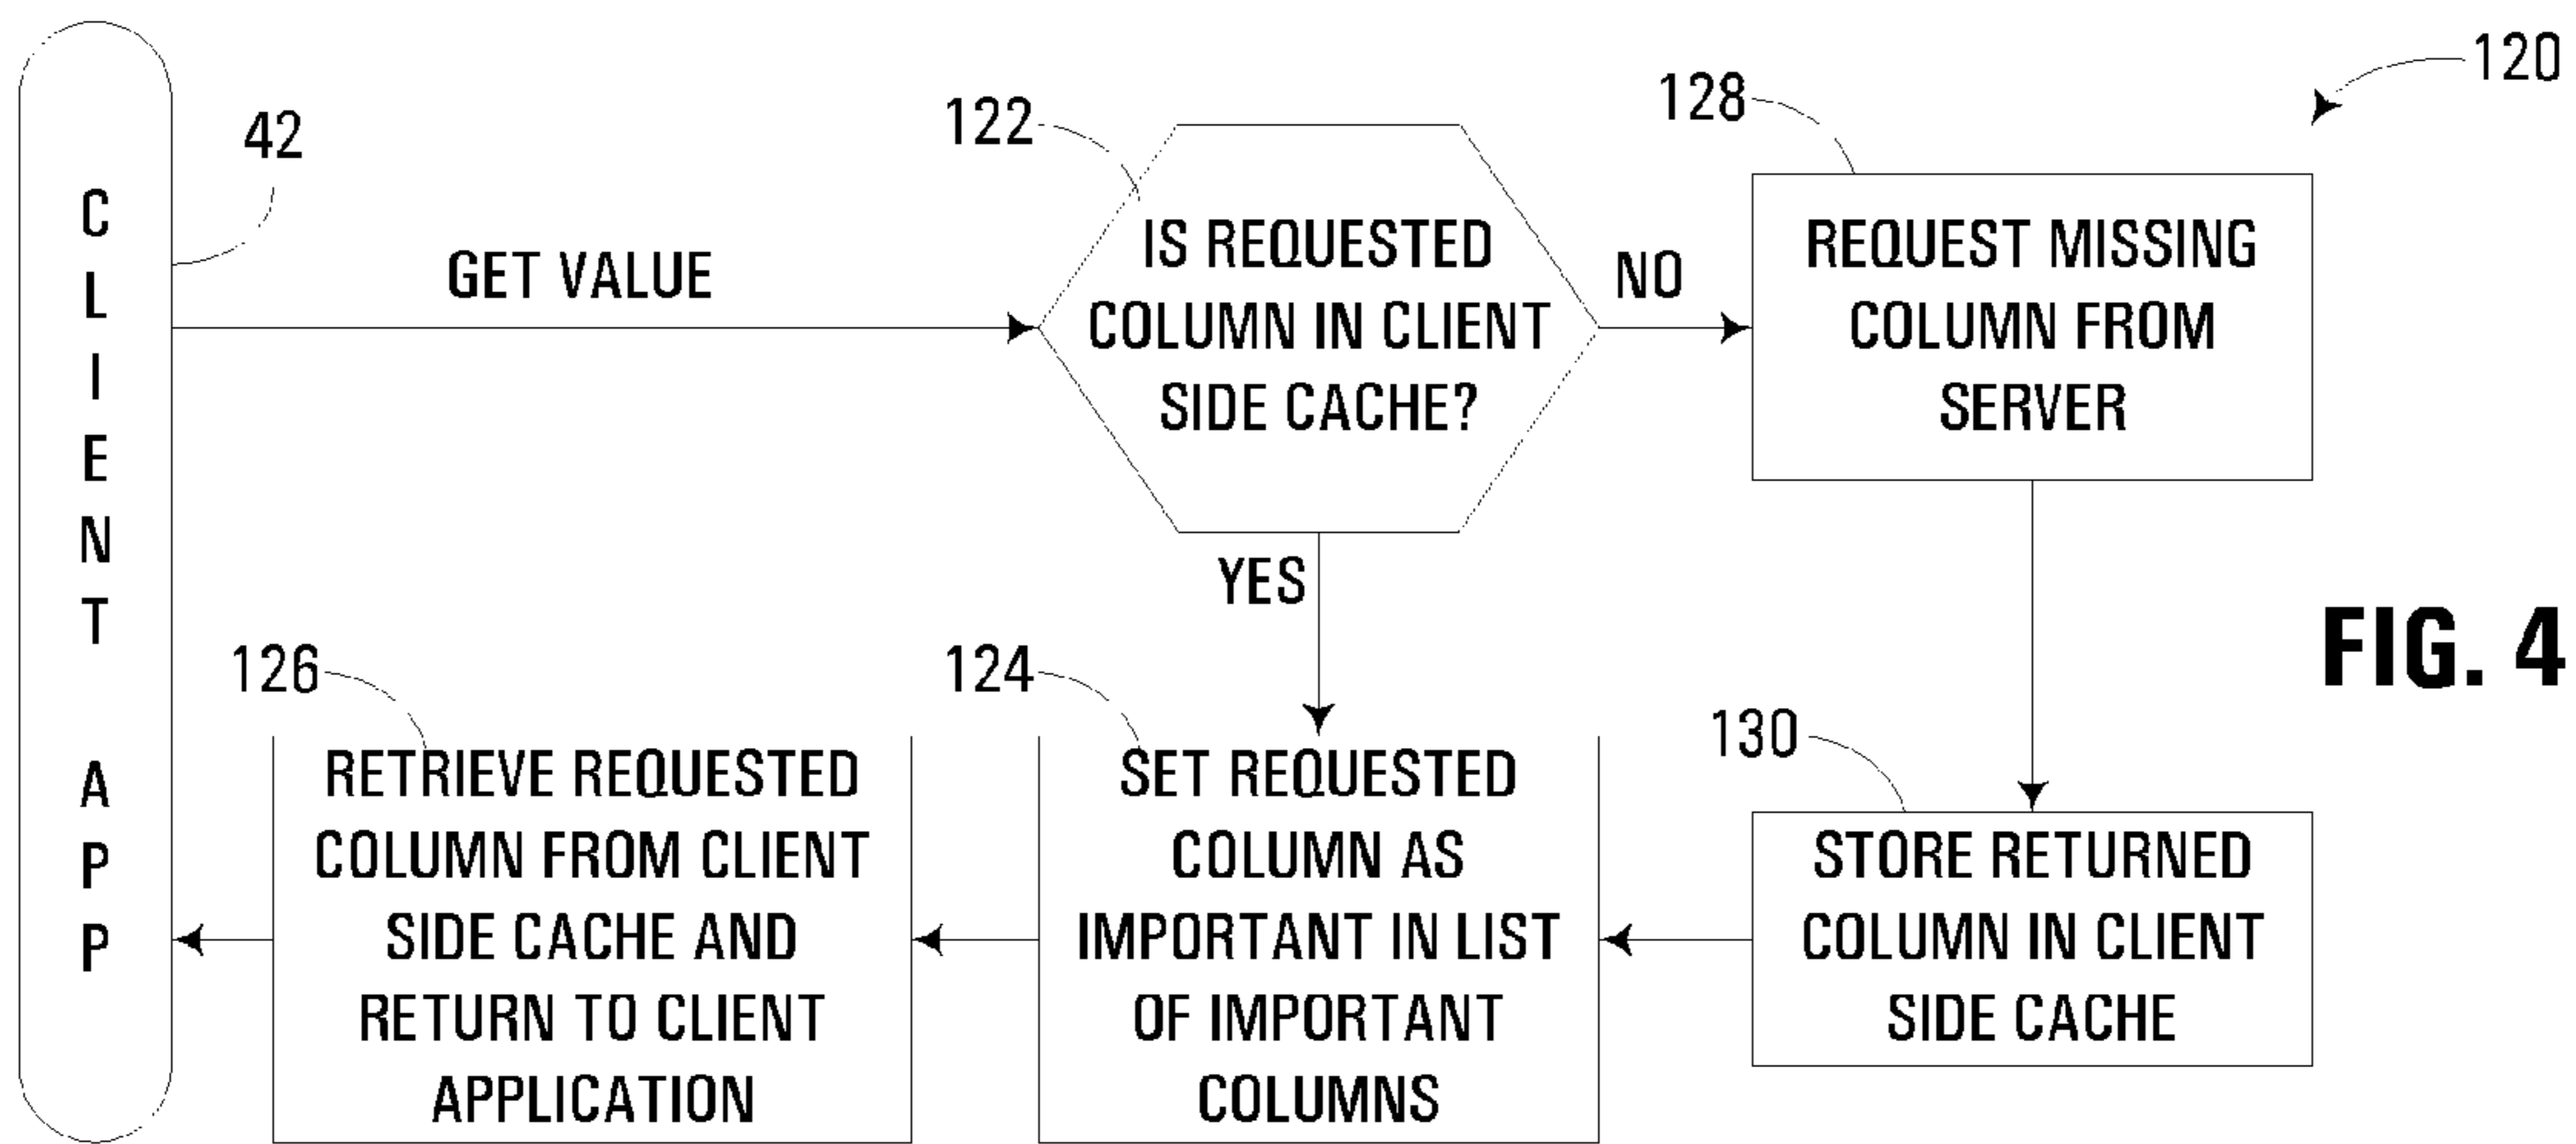 120
42
122
128
CLIENT APP
GET VALUE
IS REQUESTED
COLUMN IN CLIENT
SIDE CACHE?
NO
REQUEST MISSING
COLUMN FROM
SERVER
YES
FIG. 4
126
124
130
RETRIEVE REQUESTED
COLUMN FROM CLIENT
SIDE CACHE AND
RETURN TO CLIENT
APPLICATION
SET REQUESTED
COLUMN AS
IMPORTANT IN LIST
OF IMPORTANT
COLUMNS
STORE RETURNED
COLUMN IN CLIENT
SIDE CACHE